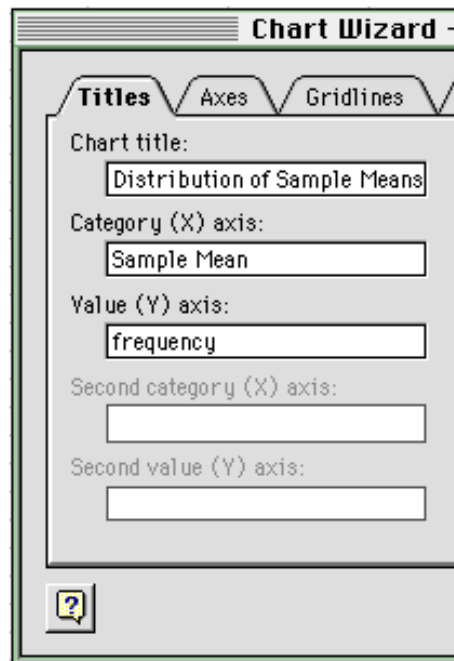 Chart Wizard -
Titles Axes Gridlines
Chart title:
Distribution of Sample Means
Category (X) axis:
Sample Mean
Value (Y) axis:
frequency
Second category (X) axis:
Second value (Y) axis:
?